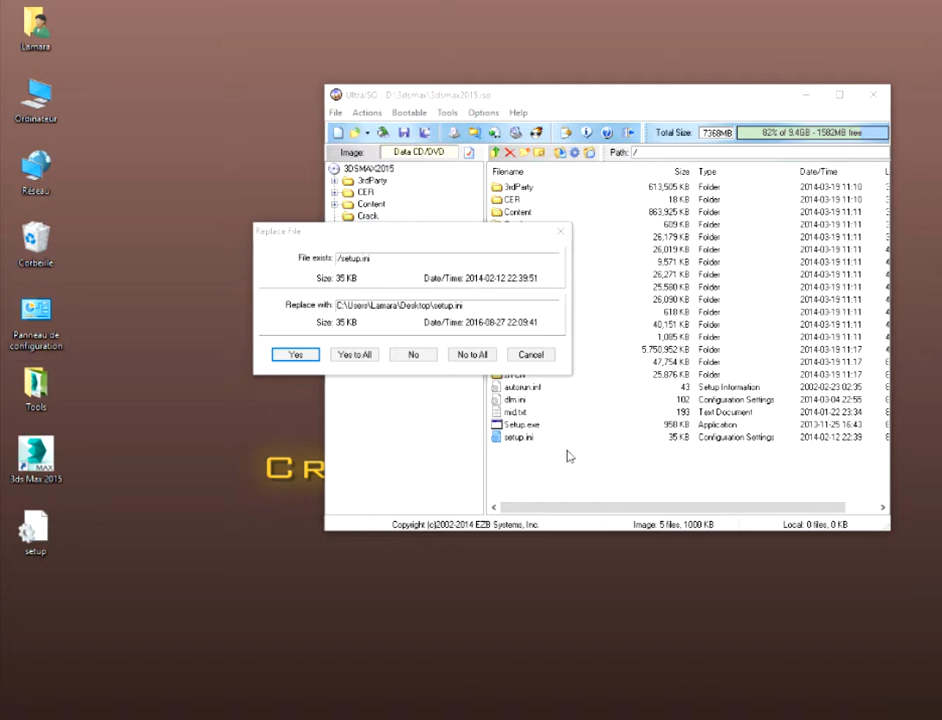 Lamara
Ordinateur
Réseau
Corbeille
Panneau de
configuration
Tools
3ds Max 2015
setup
UltraISO - D:\3dsmax\3dsmax2015.iso
File Actions Bootable Tools Options Help
Total Size: 7368MB 82% of 9.4GB - 1582MB free
Image: Data CD/DVD Path: /
3DSMAX2015
3rdParty
CER
Content
Crack
Filename Size Type Date/Time
3rdParty 613,505 KB Folder 2014-03-19 11:10
CER 18 KB Folder 2014-03-19 11:10
Content 863,925 KB Folder 2014-03-19 11:11
609 KB Folder 2014-03-19 11:11
26,179 KB Folder 2014-03-19 11:11
26,019 KB Folder 2014-03-19 11:11
9,571 KB Folder 2014-03-19 11:11
26,271 KB Folder 2014-03-19 11:11
25,580 KB Folder 2014-03-19 11:11
26,090 KB Folder 2014-03-19 11:11
618 KB Folder 2014-03-19 11:11
40,151 KB Folder 2014-03-19 11:11
1,085 KB Folder 2014-03-19 11:11
5,750,952 KB Folder 2014-03-19 11:17
47,754 KB Folder 2014-03-19 11:17
25,876 KB Folder 2014-03-19 11:17
autorun.inf 43 Setup Information 2002-02-23 02:35
dlm.ini 102 Configuration Settings 2014-03-04 22:55
mid.txt 193 Text Document 2014-01-22 23:34
Setup.exe 958 KB Application 2013-11-25 16:43
setup.ini 35 KB Configuration Settings 2014-02-12 22:39
Replace File
File exists: /setup.ini
Size: 35 KB Date/Time: 2014-02-12 22:39:51
Replace with: C:\Users\Lamara\Desktop\setup.ini
Size: 35 KB Date/Time: 2016-08-27 22:09:41
Yes Yes to All No No to All Cancel
Cr
Copyright (c)2002-2014 EZB Systems, Inc. Image: 5 files, 1000 KB Local: 0 files, 0 KB